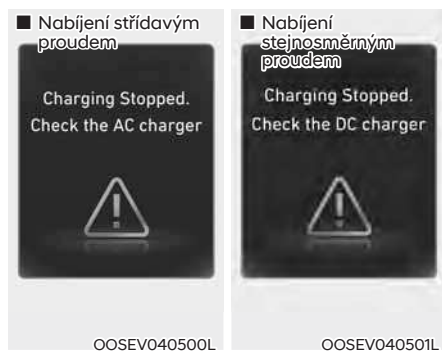 ■ Nabíjení střídavým
proudem
Charging Stopped.
Check the AC charger
OOSEV040500L
■ Nabíjení
stejnosměrným
proudem
Charging Stopped.
Check the DC charger
OOSEV040501L